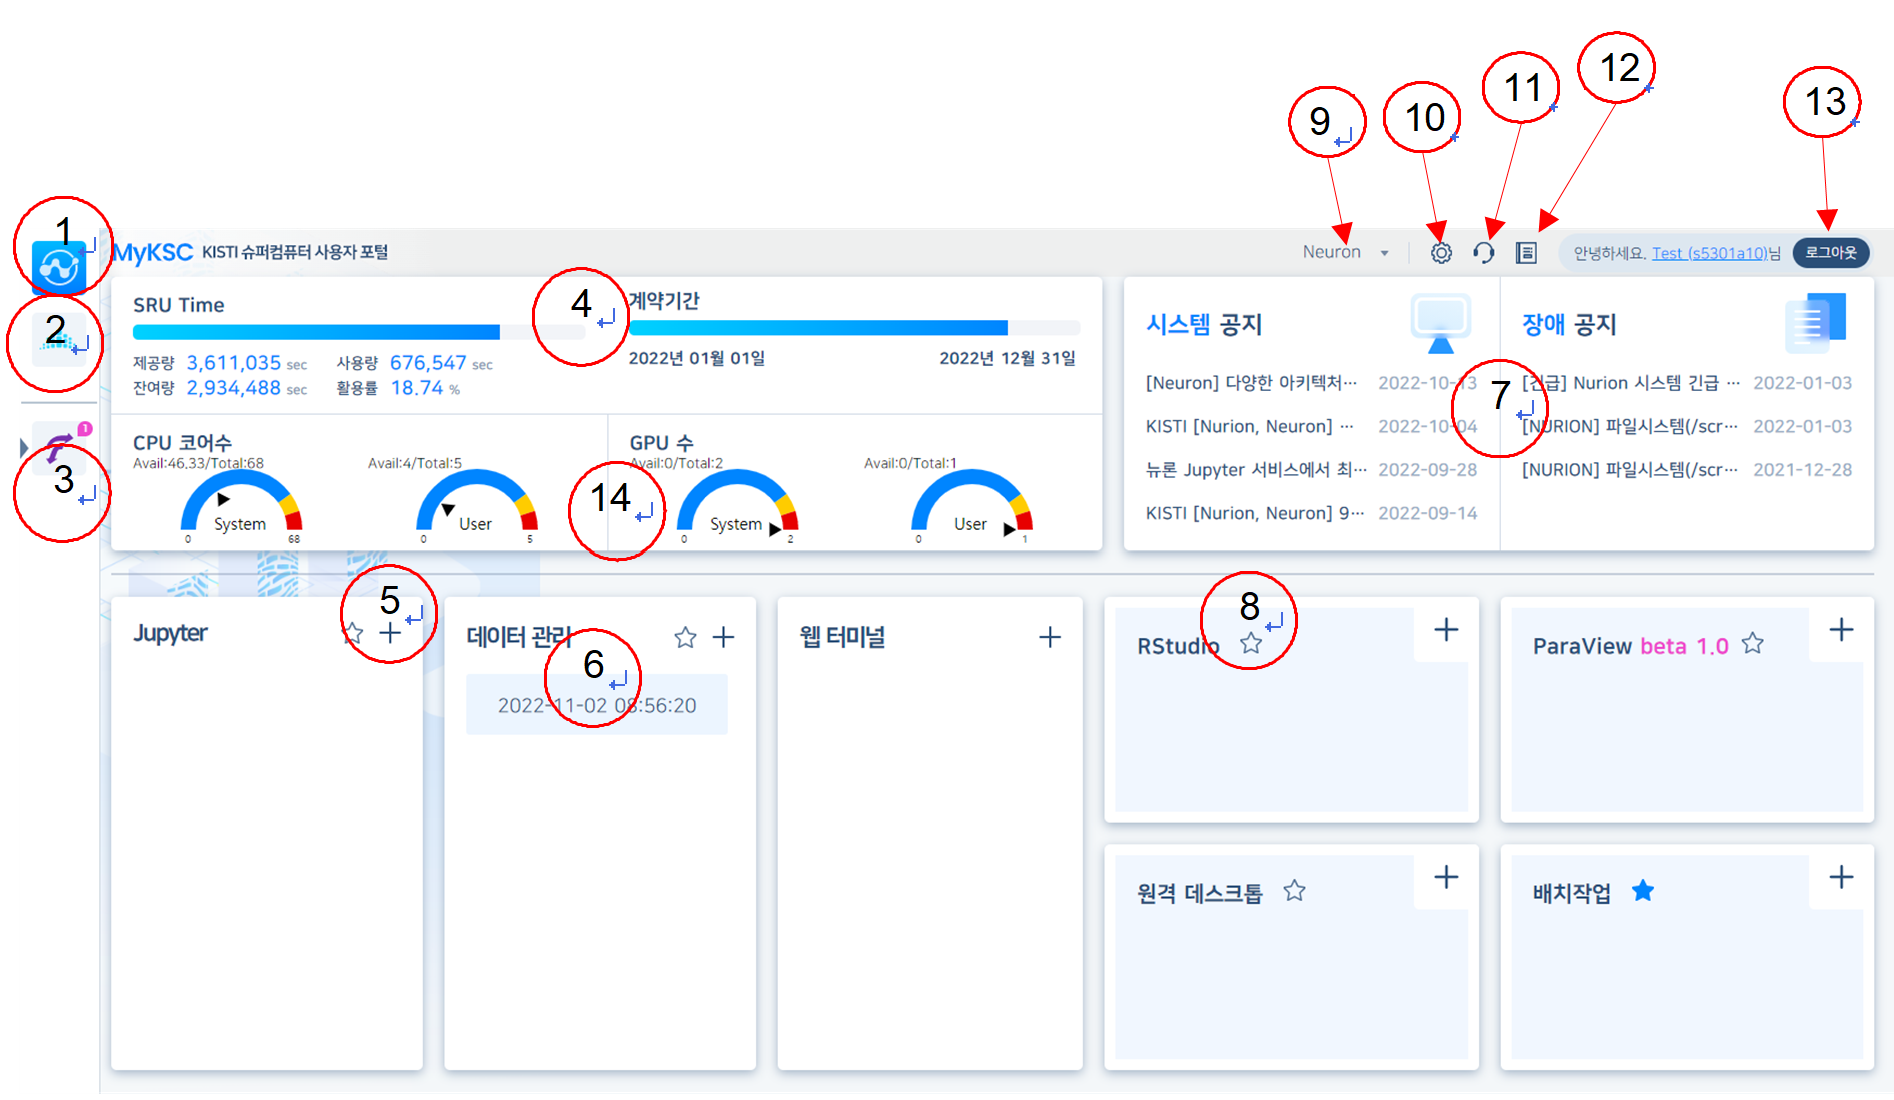 9
10
11
12
13
1
2
3
MyKSC KISTI 슈퍼컴퓨터 사용자 포털
Neuron
안녕하세요. Test (s5301a10)님
로그아웃
SRU Time
제공량 3,611,035 sec 사용량 676,547 sec
잔여량 2,934,488 sec 활용률 18.74 %
4
계약기간
2022년 01월 01일 2022년 12월 31일
CPU 코어수
Avail:46.33/Total:68 Avail:4/Total:5
System User
0 68 0 5
14
GPU 수
Avail:0/Total:2 Avail:0/Total:1
System User
0 2 0 1
시스템 공지
[Neuron] 다양한 아키텍처··· 2022-10-13
KISTI [Nurion, Neuron] ··· 2022-10-04
뉴론 Jupyter 서비스에서 최··· 2022-09-28
KISTI [Nurion, Neuron] 9··· 2022-09-14
7
장애 공지
[긴급] Nurion 시스템 긴급 ··· 2022-01-03
[NURION] 파일시스템(/scr··· 2022-01-03
[NURION] 파일시스템(/scr··· 2021-12-28
1
Jupyter
5
데이터 관리
6
2022-11-02 08:56:20
웹 터미널
RStudio
8
ParaView beta 1.0
원격 데스크톱
배치작업